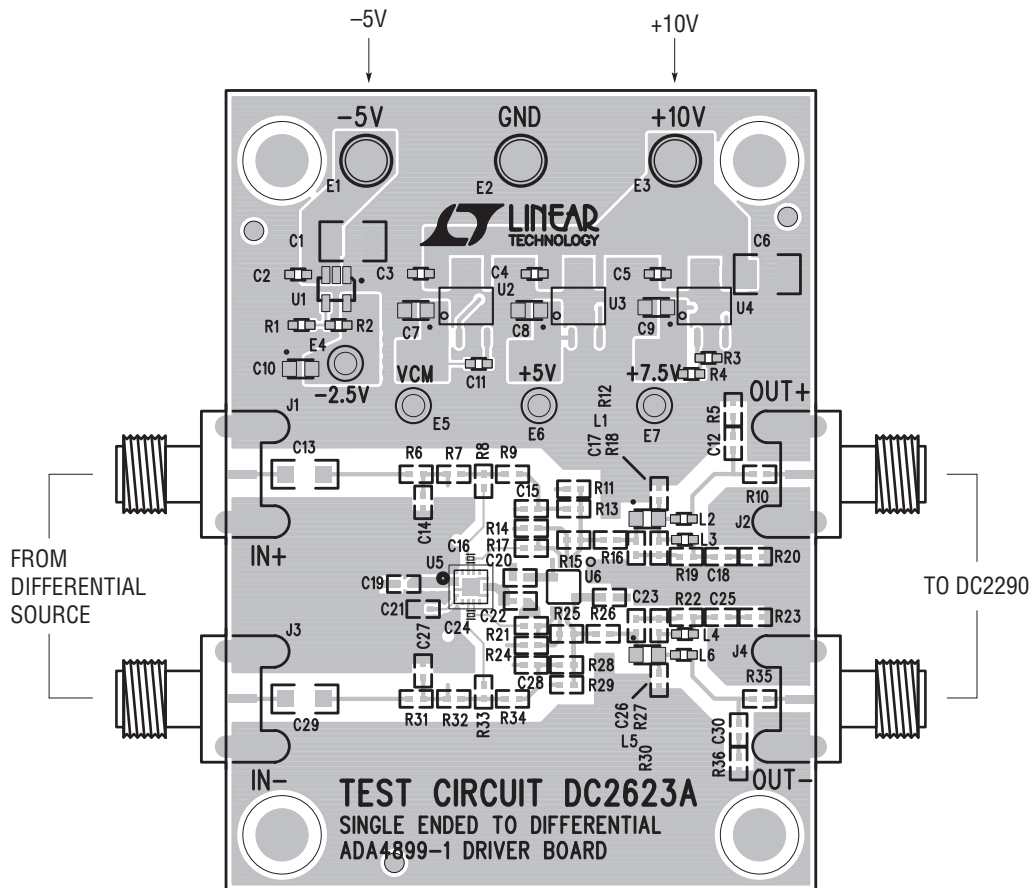 –5V
+10V
–5V
GND
+10V
E1
E2
E3
LINEAR
TECHNOLOGY
C1
C6
C2
C3
C4
C5
U1
U2
U3
U4
C7
C8
C9
R1
R2
E4
R3
C10
C11
R4
-2.5V
VCM
+5V
+7.5V
E5
E6
E7
R12
L1
C17
R18
OUT+
R5
C12
J1
C13
R6
R7
R8
R9
R10
J2
C14
C15
R11
R13
L2
R14
R17
L3
IN+
C16
R15
R16
R19
C18
R20
U5
C20
U6
FROM
DIFFERENTIAL
SOURCE
TO DC2290
C19
C21
C22
R25
C23
R22
C25
R23
C24
R26
L4
J3
C27
R21
R24
L6
J4
R28
C28
R29
R35
C29
R31
R32
R33
R34
C26
R27
L5
R30
C30
R36
IN-
OUT-
TEST CIRCUIT DC2623A
SINGLE ENDED TO DIFFERENTIAL
ADA4899-1 DRIVER BOARD